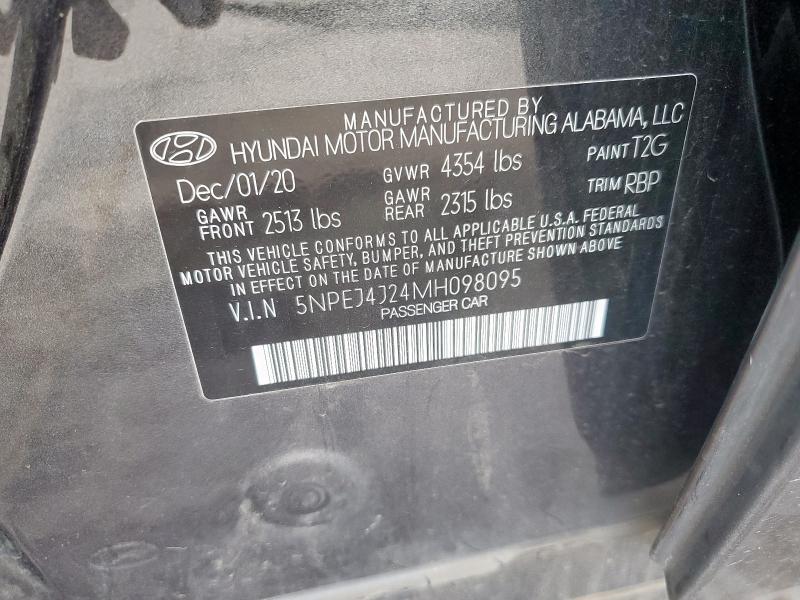 MANUFACTURED BY
HYUNDAI MOTOR MANUFACTURING ALABAMA, LLC
Dec/01/20 GVWR 4354 lbs PAINT T2G
GAWR FRONT 2513 lbs GAWR REAR 2315 lbs TRIM RBP
THIS VEHICLE CONFORMS TO ALL APPLICABLE U.S.A. FEDERAL
MOTOR VEHICLE SAFETY, BUMPER, AND THEFT PREVENTION STANDARDS
IN EFFECT ON THE DATE OF MANUFACTURE SHOWN ABOVE
V.I.N 5NPEJ4J24MH098095
PASSENGER CAR